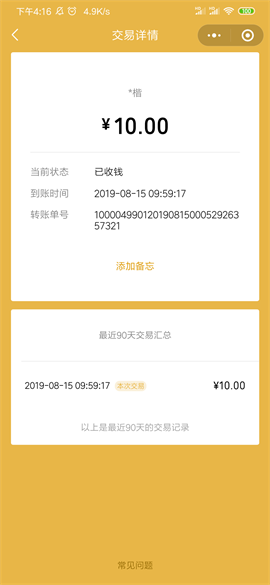 下午4:16 4.9K/s 100
交易详情
*楷
¥10.00
当前状态 已收钱
到账时间 2019-08-15 09:59:17
转账单号 100004990120190815000529263
57321
添加备忘
最近90天交易汇总
2019-08-15 09:59:17 本次交易 ¥10.00
以上是最近90天的交易记录
常见问题